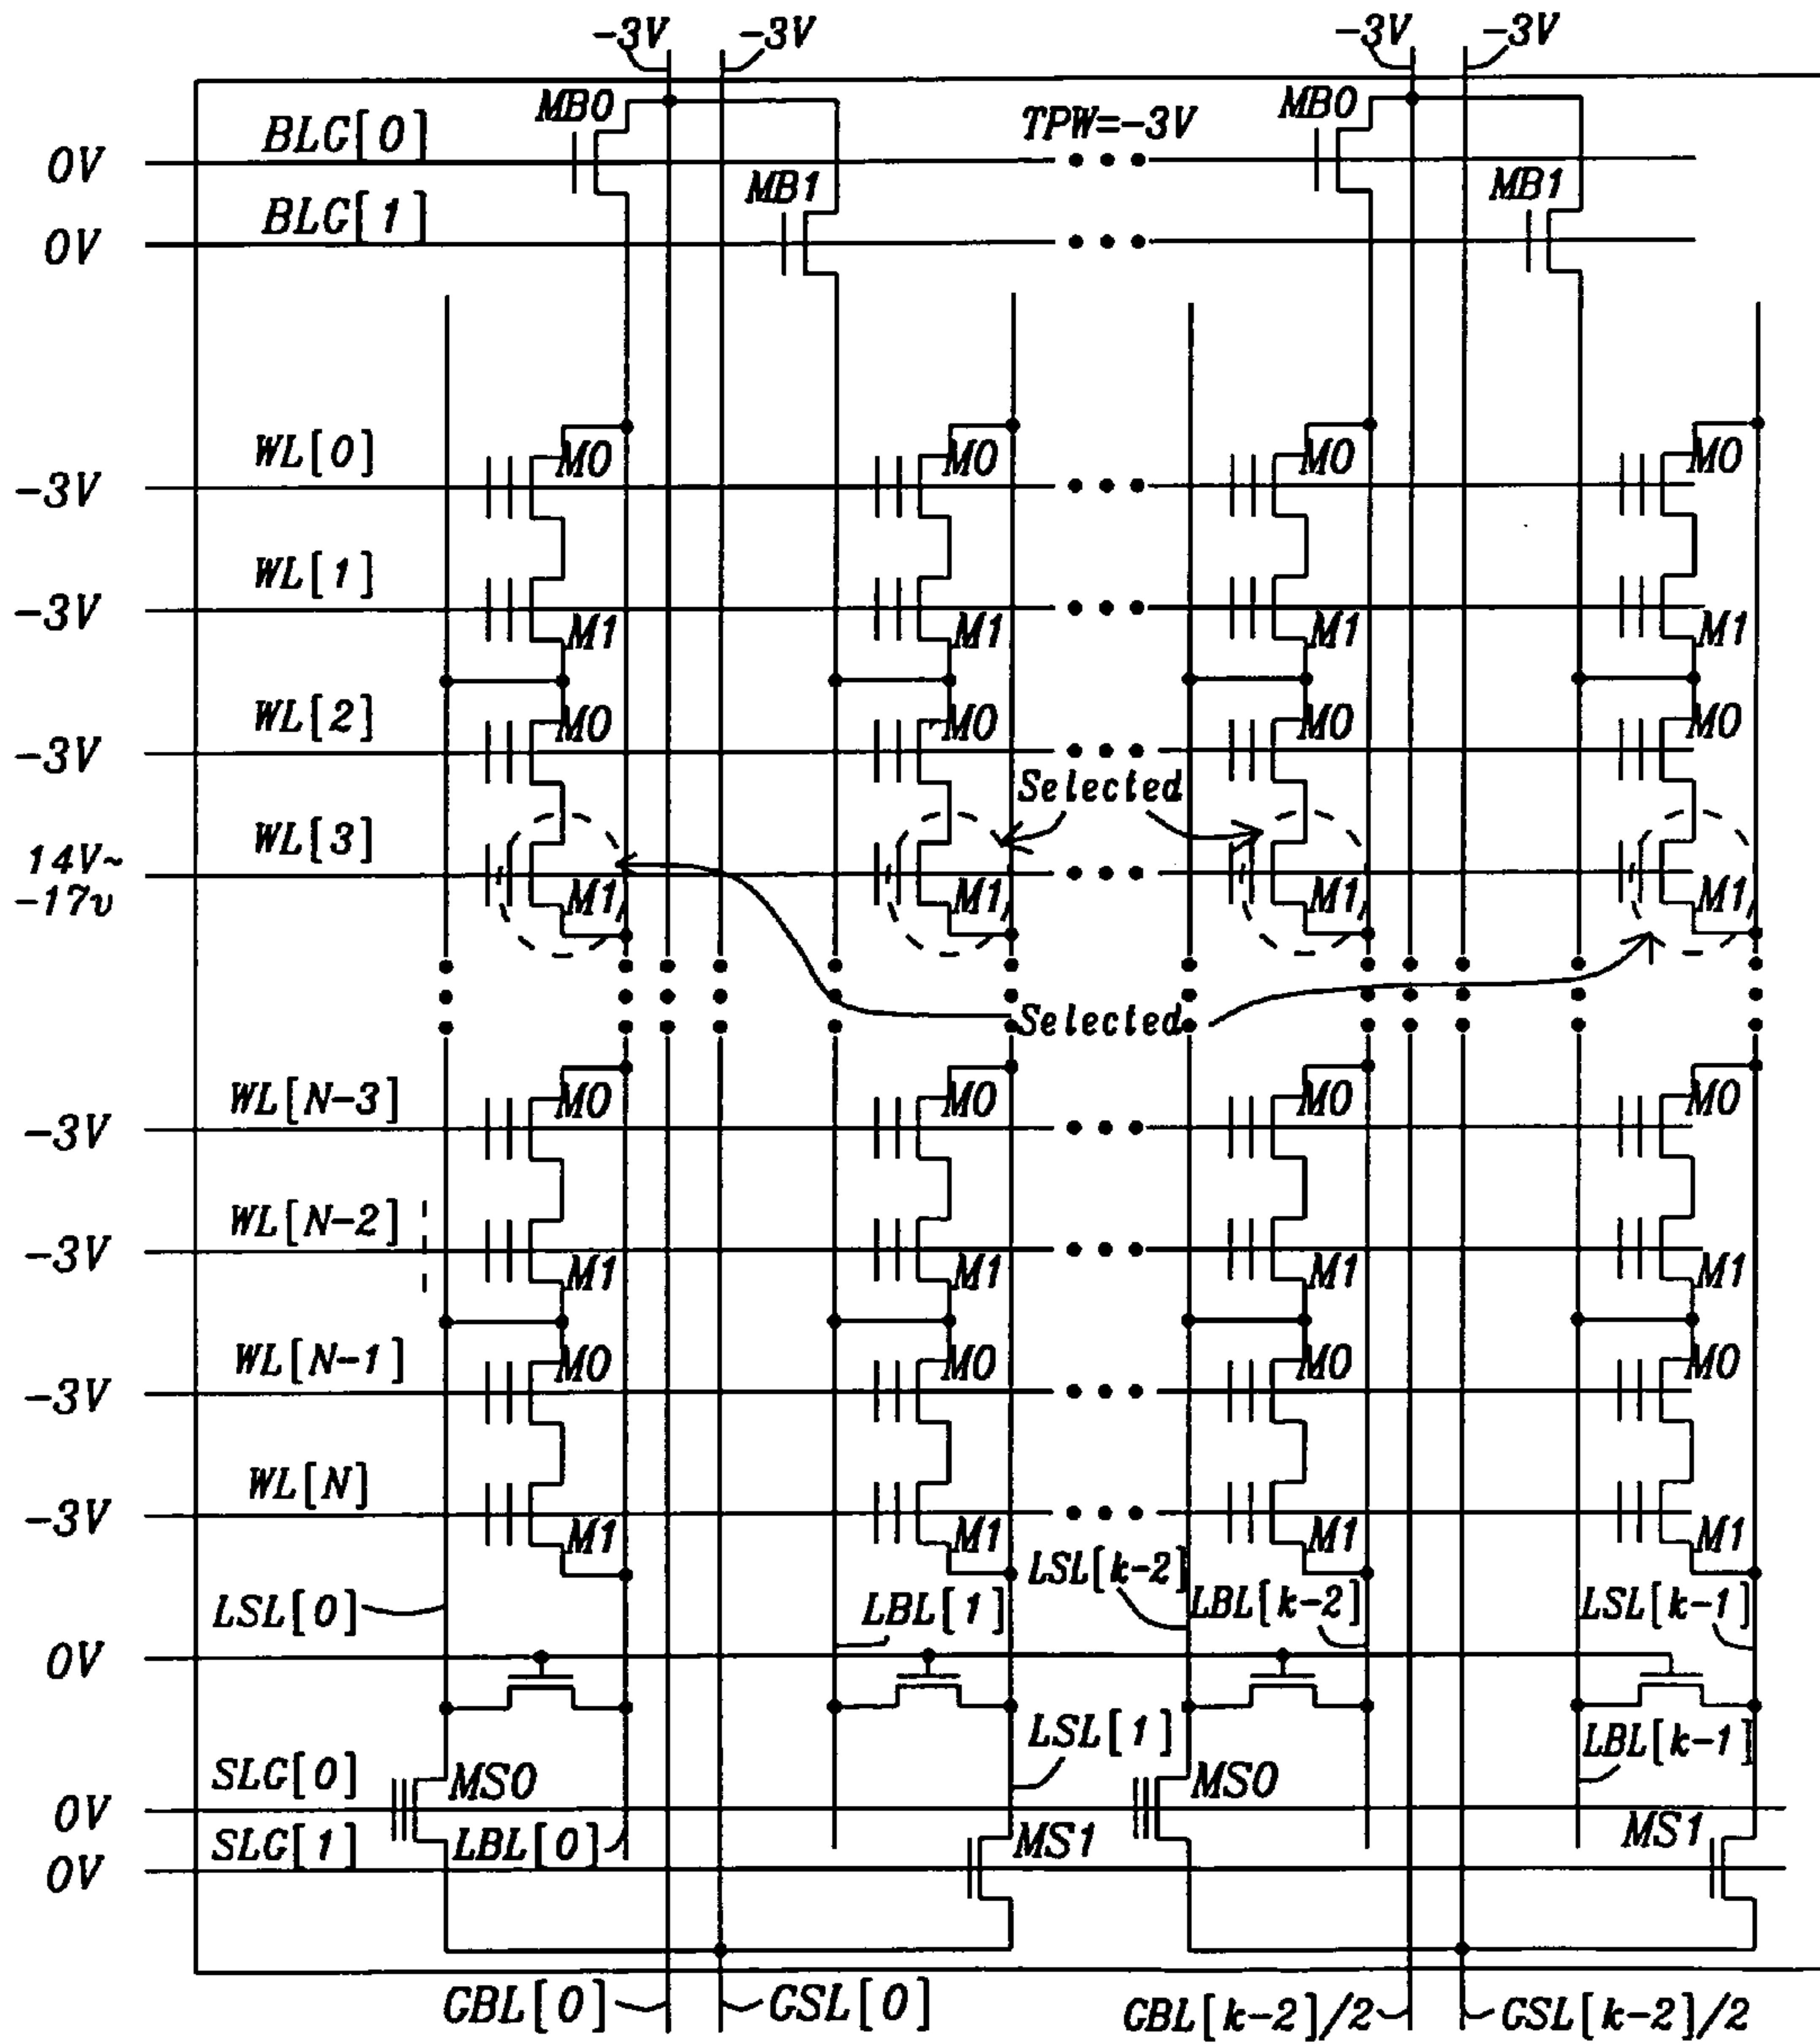 -3V -3V -3V -3V
MB0 TPW=-3V MB0
0V BLG[0]
MB1 MB1
0V BLG[1]
WL[0] M0 M0 M0 M0
-3V
WL[1]
-3V M1 M1 M1 M1
WL[2] M0 M0 M0 M0
-3V
Selected
WL[3]
14V~
-17v M1 M1 M1 M1
Selected
WL[N-3] M0 M0 M0 M0
-3V
WL[N-2]
-3V M1 M1 M1 M1
WL[N-1] M0 M0 M0 M0
-3V
WL[N]
-3V M1 M1 M1 M1
LSL[0] LBL[1] LSL[k-2] LBL[k-2] LSL[k-1]
0V
LSL[1] LBL[k-1]
SLG[0] MS0 MS0
0V
SLG[1] LBL[0] MS1 MS1
0V
GBL[0] GSL[0] GBL[k-2]/2 GSL[k-2]/2